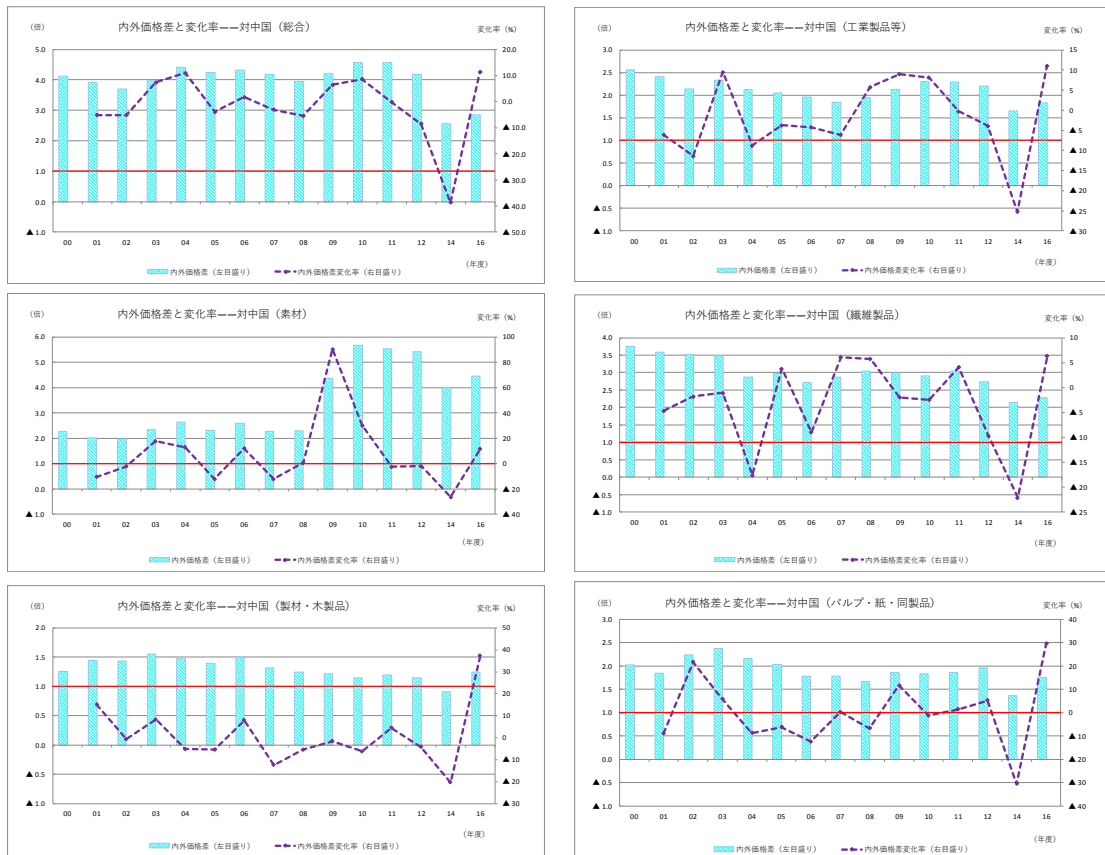 内外価格差と変化率——対中国（総合）
（倍）
変化率（%）
5.0
4.0
3.0
2.0
1.0
0.0
▲ 1.0
20.0
10.0
0.0
▲ 10.0
▲ 20.0
▲ 30.0
▲ 40.0
▲ 50.0
00 01 02 03 04 05 06 07 08 09 10 11 12 14 16
（年度）
内外価格差（左目盛り） 内外価格差変化率（右目盛り）
内外価格差と変化率——対中国（工業製品等）
（倍）
変化率（%）
3.0
2.5
2.0
1.5
1.0
0.5
0.0
▲ 0.5
▲ 1.0
15
10
5
0
▲ 5
▲ 10
▲ 15
▲ 20
▲ 25
▲ 30
00 01 02 03 04 05 06 07 08 09 10 11 12 14 16
（年度）
内外価格差（左目盛り） 内外価格差変化率（右目盛り）
内外価格差と変化率——対中国（素材）
（倍）
変化率（%）
6.0
5.0
4.0
3.0
2.0
1.0
0.0
▲ 1.0
100
80
60
40
20
0
▲ 20
▲ 40
00 01 02 03 04 05 06 07 08 09 10 11 12 14 16
（年度）
内外価格差（左目盛り） 内外価格差変化率（右目盛り）
内外価格差と変化率——対中国（繊維製品）
（倍）
変化率（%）
4.0
3.5
3.0
2.5
2.0
1.5
1.0
0.5
0.0
▲ 0.5
▲ 1.0
10
5
0
▲ 5
▲ 10
▲ 15
▲ 20
▲ 25
00 01 02 03 04 05 06 07 08 09 10 11 12 14 16
（年度）
内外価格差（左目盛り） 内外価格差変化率（右目盛り）
内外価格差と変化率——対中国（製材・木製品）
（倍）
変化率（%）
2.0
1.5
1.0
0.5
0.0
▲ 0.5
▲ 1.0
50
40
30
20
10
0
▲ 10
▲ 20
▲ 30
00 01 02 03 04 05 06 07 08 09 10 11 12 14 16
（年度）
内外価格差（左目盛り） 内外価格差変化率（右目盛り）
内外価格差と変化率——対中国（パルプ・紙・同製品）
（倍）
変化率（%）
3.0
2.5
2.0
1.5
1.0
0.5
0.0
▲ 0.5
▲ 1.0
40
30
20
10
0
▲ 10
▲ 20
▲ 30
▲ 40
00 01 02 03 04 05 06 07 08 09 10 11 12 14 16
（年度）
内外価格差（左目盛り） 内外価格差変化率（右目盛り）